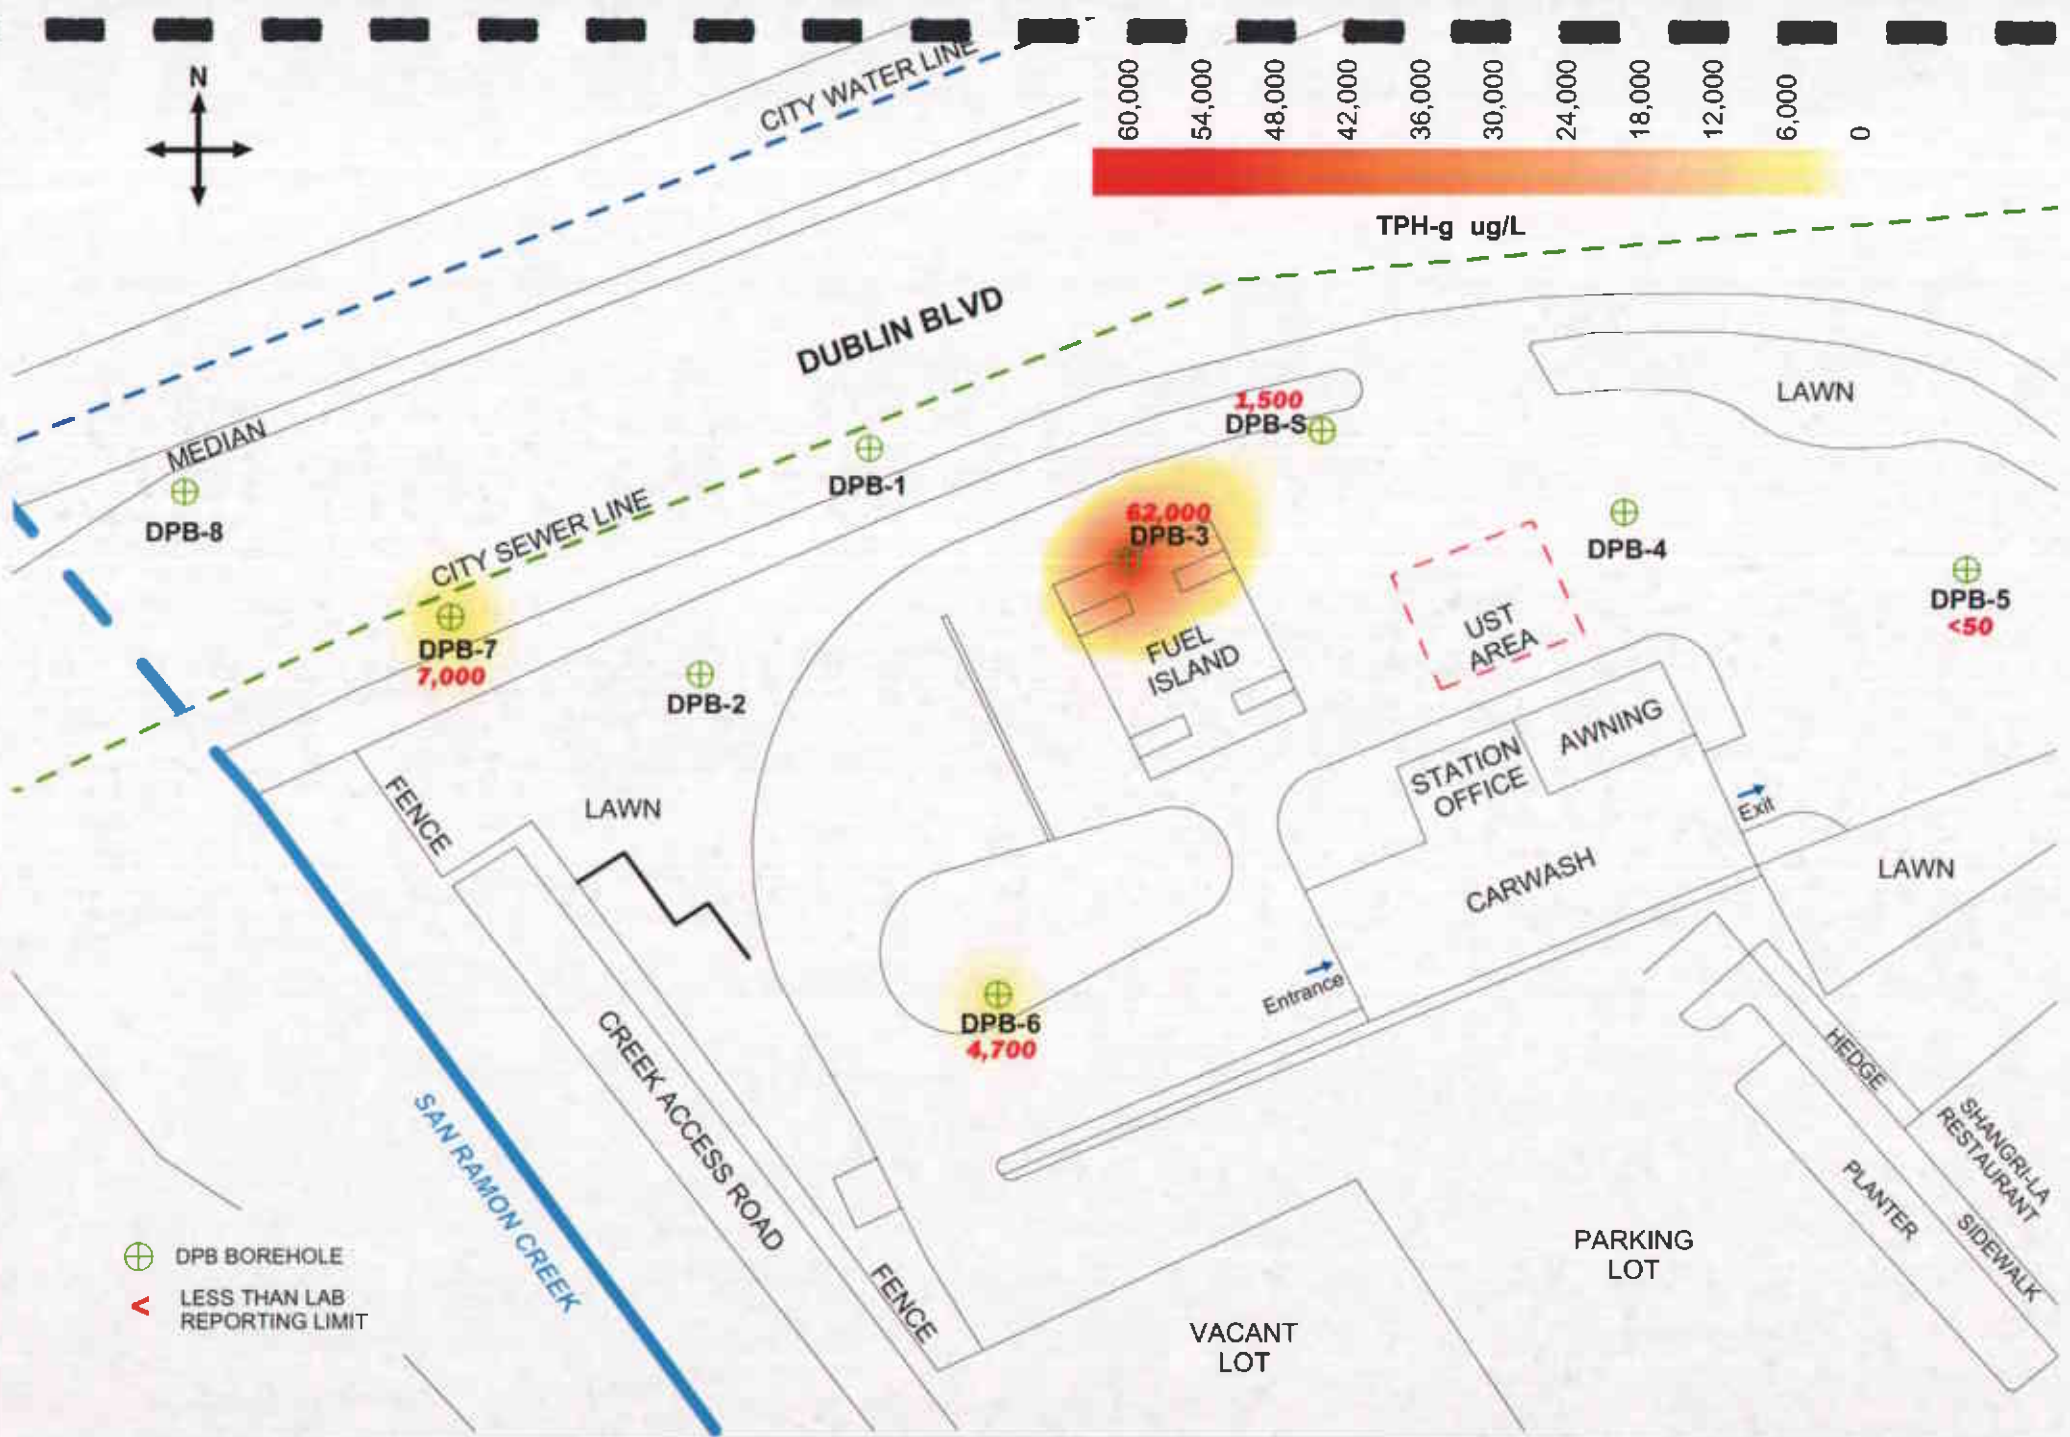 N
CITY WATER LINE
60,000
54,000
48,000
42,000
36,000
30,000
24,000
18,000
12,000
6,000
0
TPH-g ug/L
DUBLIN BLVD
MEDIAN
DPB-8
CITY SEWER LINE
DPB-1
1,500
DPB-S
LAWN
62,000
DPB-3
DPB-4
DPB-5
<50
DPB-7
7,000
DPB-2
FUEL
ISLAND
UST
AREA
FENCE
LAWN
STATION
OFFICE
AWNING
Exit
CARWASH
LAWN
Entrance
DPB-6
4,700
CREEK ACCESS ROAD
SAN RAMON CREEK
HEDGE
SHANGRI-LA
RESTAURANT
PLANTER
SIDEWALK
PARKING
LOT
DPB BOREHOLE
<
LESS THAN LAB
REPORTING LIMIT
FENCE
VACANT
LOT